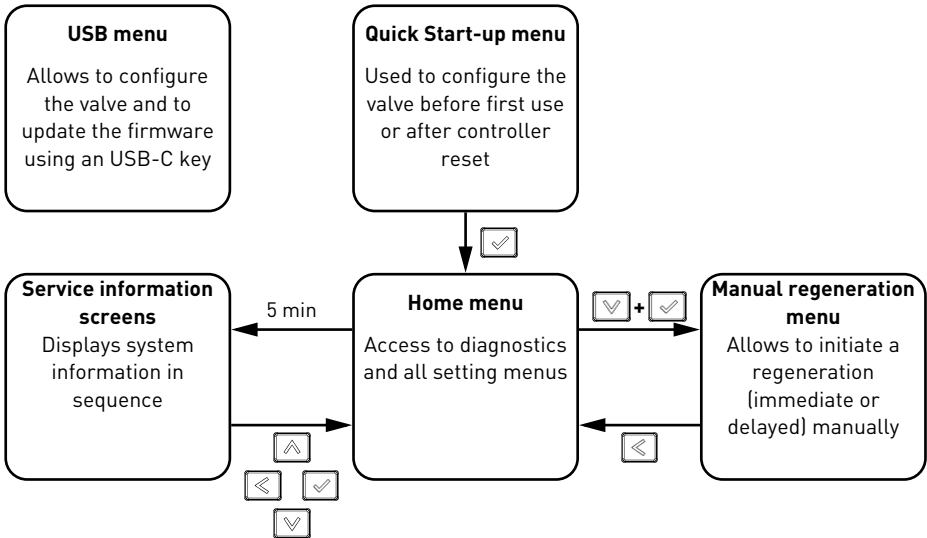 USB menu
Allows to configure
the valve and to
update the firmware
using an USB-C key
Quick Start-up menu
Used to configure the
valve before first use
or after controller
reset
Service information
screens
Displays system
information in
sequence
5 min
Home menu
Access to diagnostics
and all setting menus
+
Manual regeneration
menu
Allows to initiate a
regeneration
(immediate or
delayed) manually